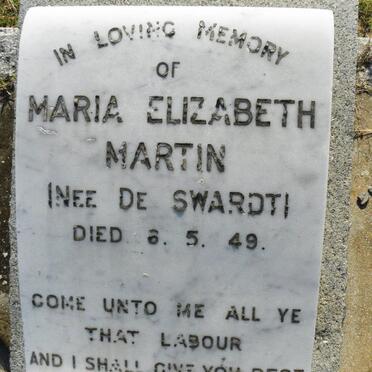 IN LOVING MEMORY
OF
MARIA ELIZABETH
MARTIN
(NEE DE SWARDT)
DIED 6. 5. 49.
COME UNTO ME ALL YE
THAT LABOUR
AND I SHALL GIVE YOU REST